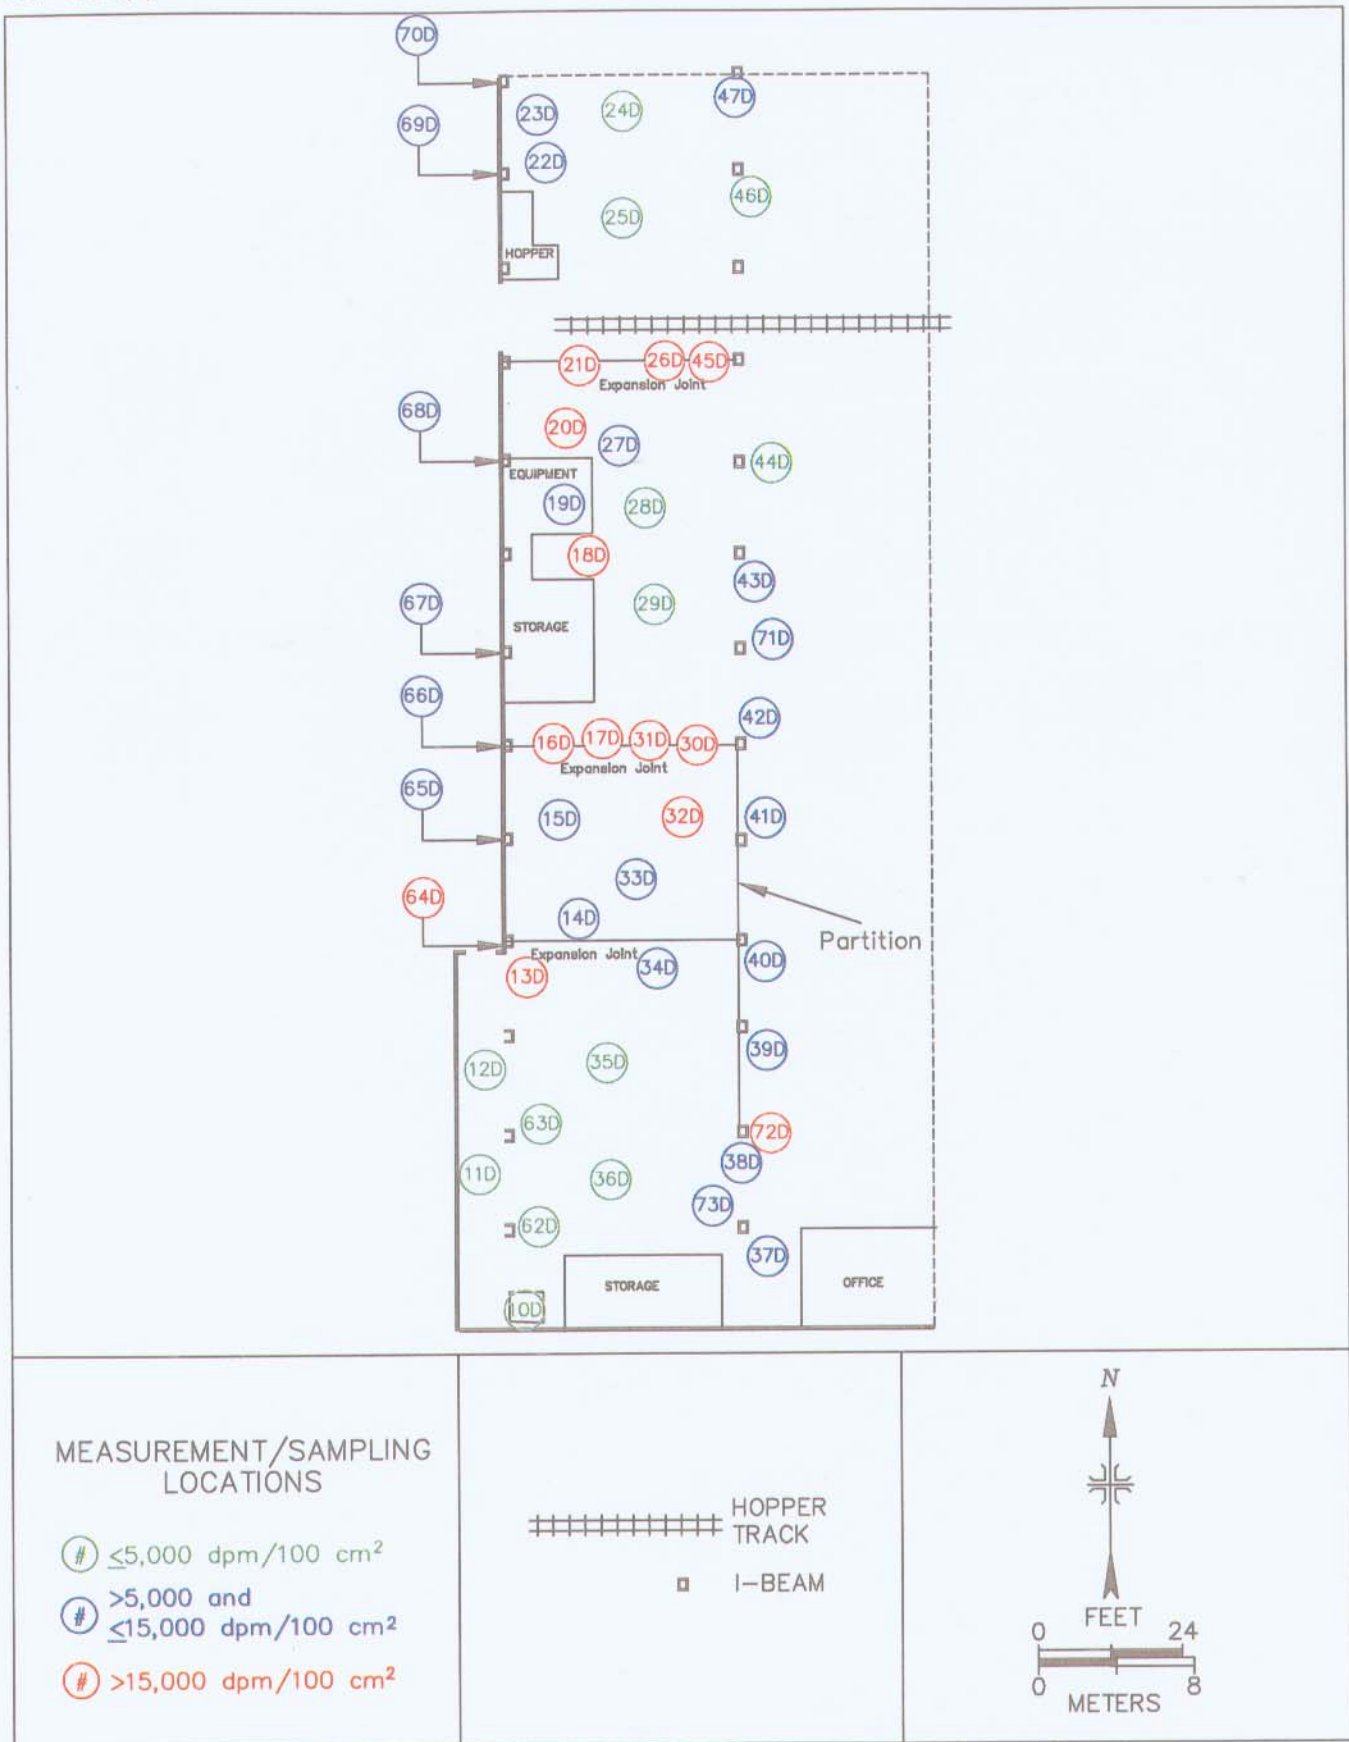 70D
47D
23D
24D
69D
22D
46D
25D
HOPPER
21D
26D
45D
Expansion Joint
68D
20D
27D
44D
EQUIPMENT
19D
28D
18D
43D
67D
29D
71D
STORAGE
66D
42D
16D
17D
31D
30D
Expansion Joint
65D
15D
32D
41D
33D
64D
14D
Partition
Expansion Joint
34D
40D
13D
39D
12D
35D
63D
72D
38D
11D
36D
73D
62D
37D
STORAGE
OFFICE
10D
MEASUREMENT/SAMPLING
LOCATIONS
# ≤5,000 dpm/100 cm²
# >5,000 and
≤15,000 dpm/100 cm²
# >15,000 dpm/100 cm²
HOPPER
TRACK
I-BEAM
N
FEET
0 24
0 8
METERS